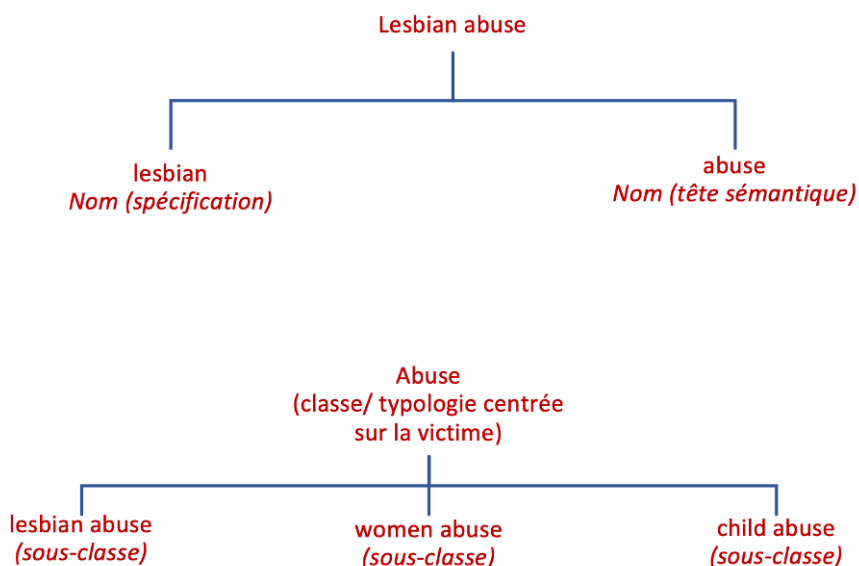 Lesbian abuse
lesbian
Nom (spécification)
abuse
Nom (tête sémantique)
Abuse
(classe/ typologie centrée
sur la victime)
lesbian abuse
(sous-classe)
women abuse
(sous-classe)
child abuse
(sous-classe)